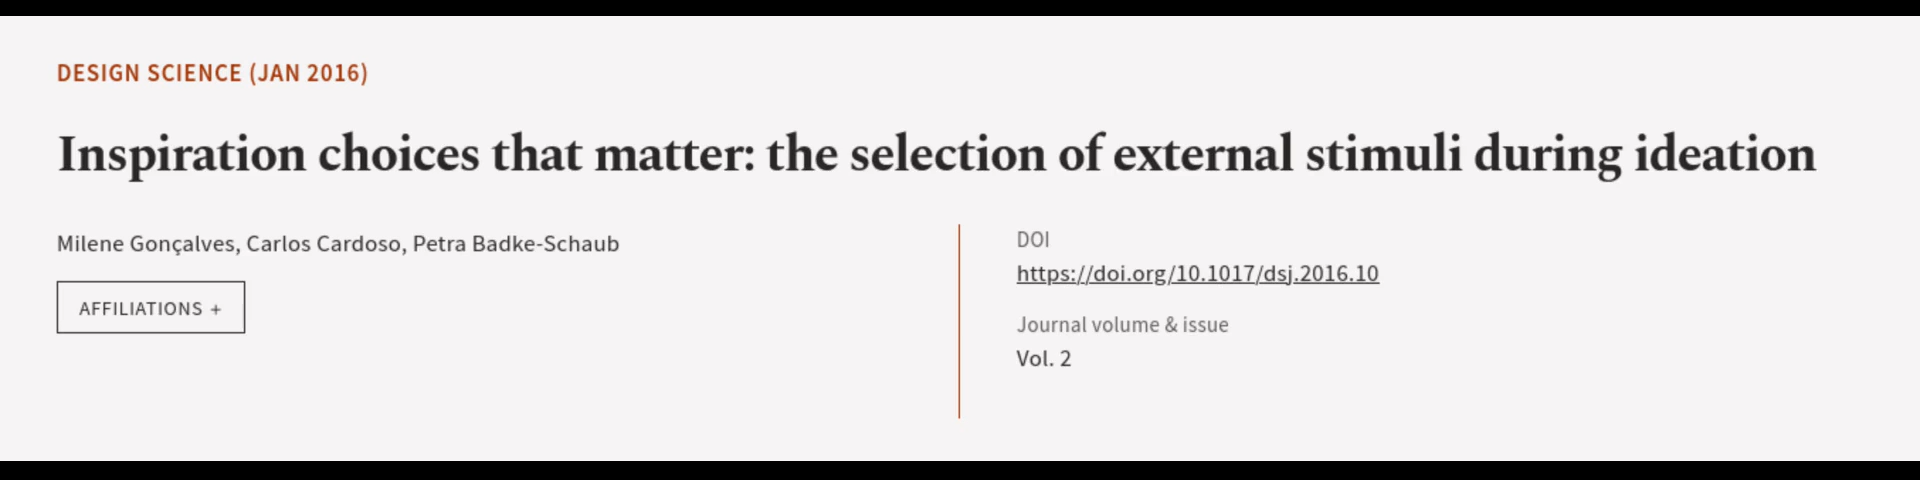 DESIGN SCIENCE (JAN 2016)
Inspiration choices that matter: the selection of external stimuli during ideation
Milene Gonçalves, Carlos Cardoso, Petra Badke-Schaub
AFFILIATIONS +
DOI
https://doi.org/10.1017/dsj.2016.10
Journal volume & issue
Vol. 2